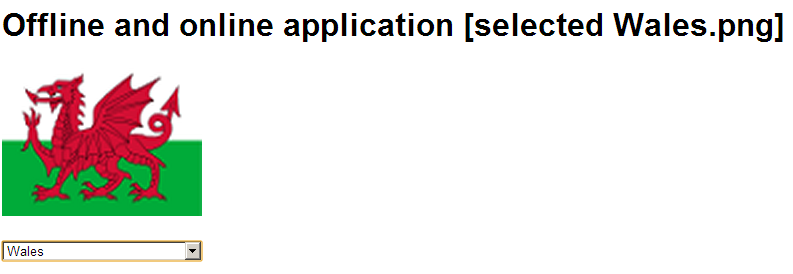 Offline and online application [selected Wales.png]
Wales